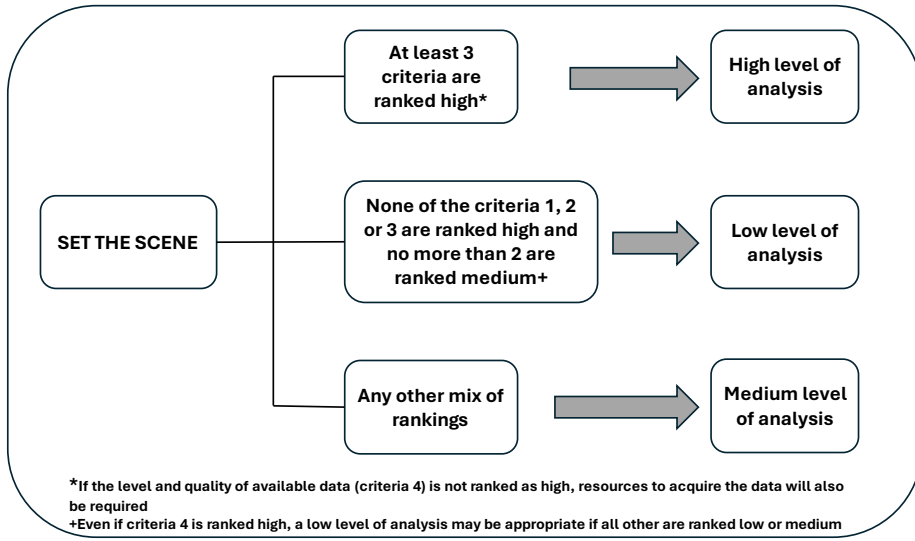 At least 3
criteria are
ranked high*
High level of
analysis
SET THE SCENE
None of the criteria 1, 2
or 3 are ranked high and
no more than 2 are
ranked medium+
Low level of
analysis
Any other mix of
rankings
Medium level
of analysis
*If the level and quality of available data (criteria 4) is not ranked as high, resources to acquire the data will also
be required
+Even if criteria 4 is ranked high, a low level of analysis may be appropriate if all other are ranked low or medium